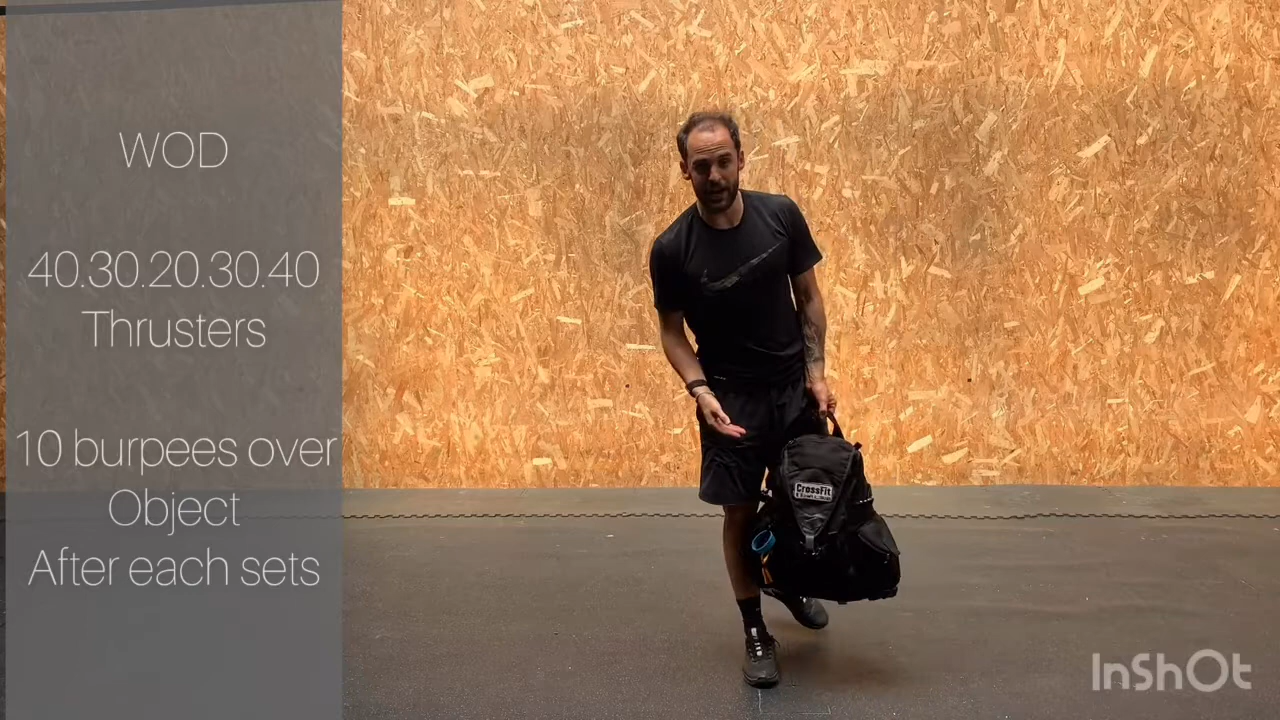 WOD
40.30.20.30.40
Thrusters
10 burpees over
Object
After each sets
CrossFit
InShOt